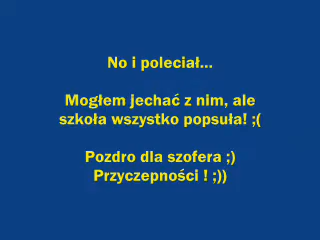 No i poleciał...
Mogłem jechać z nim, ale
szkoła wszystko popsuła! ;(
Pozdro dla szofera ;)
Przyczepności ! ;))